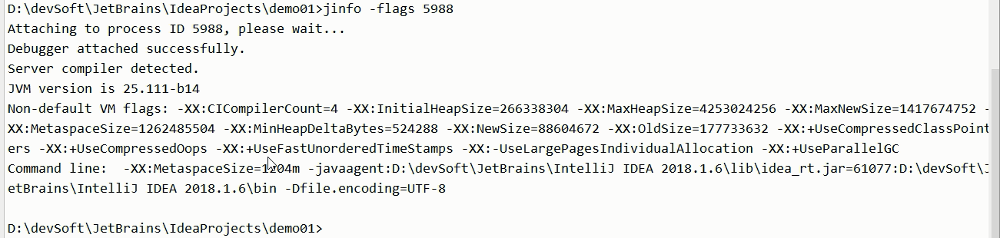 D:\devSoft\JetBrains\IdeaProjects\demo01>jinfo -flags 5988
Attaching to process ID 5988, please wait...
Debugger attached successfully.
Server compiler detected.
JVM version is 25.111-b14
Non-default VM flags: -XX:CICompilerCount=4 -XX:InitialHeapSize=266338304 -XX:MaxHeapSize=4253024256 -XX:MaxNewSize=1417674752 -
XX:MetaspaceSize=1262485504 -XX:MinHeapDeltaBytes=524288 -XX:NewSize=88604672 -XX:OldSize=177733632 -XX:+UseCompressedClassPoint
ers -XX:+UseCompressedOops -XX:+UseFastUnorderedTimeStamps -XX:-UseLargePagesIndividualAllocation -XX:+UseParallelGC
Command line:  -XX:MetaspaceSize=1204m -javaagent:D:\devSoft\JetBrains\IntelliJ IDEA 2018.1.6\lib\idea_rt.jar=61077:D:\devSoft\J
etBrains\IntelliJ IDEA 2018.1.6\bin -Dfile.encoding=UTF-8
D:\devSoft\JetBrains\IdeaProjects\demo01>